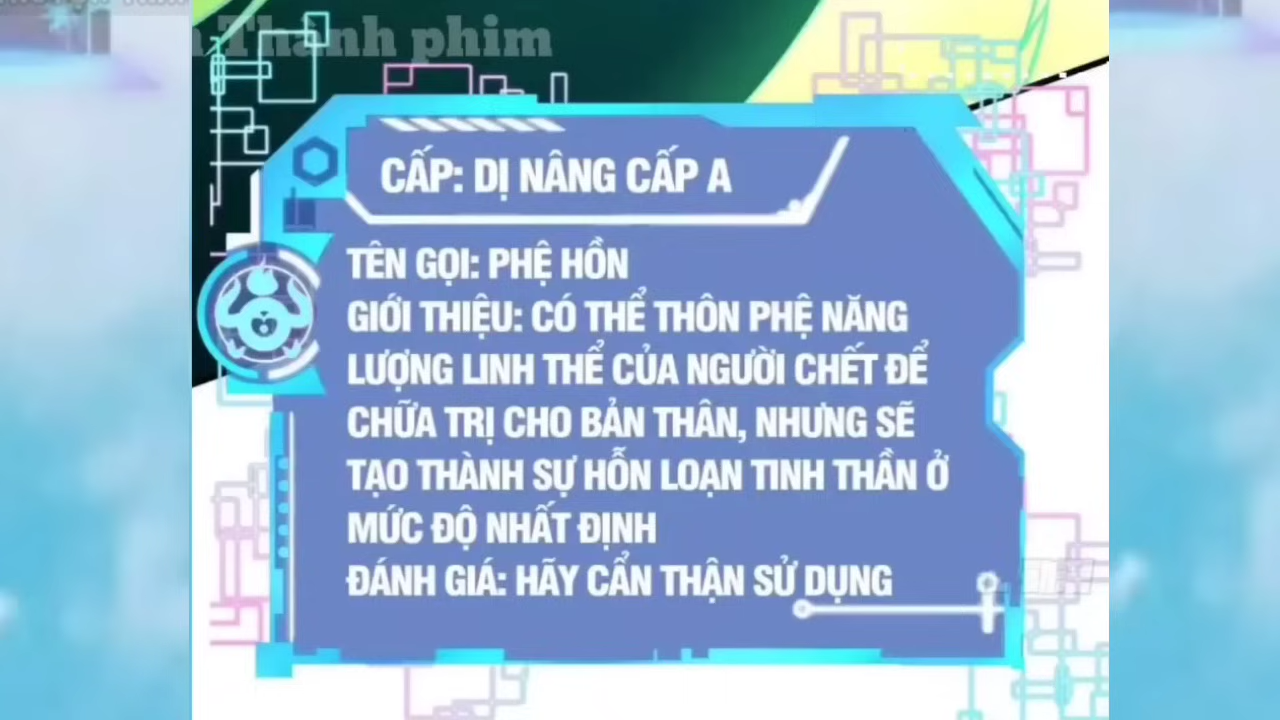 Thành phim
CẤP: DỊ NÂNG CẤP A
TÊN GỌI: PHỆ HỒN
GIỚI THIỆU: CÓ THỂ THÔN PHỆ NĂNG
LƯỢNG LINH THỂ CỦA NGƯỜI CHẾT ĐỂ
CHỮA TRỊ CHO BẢN THÂN, NHƯNG SẼ
TẠO THÀNH SỰ HỖN LOẠN TINH THẦN Ở
MỨC ĐỘ NHẤT ĐỊNH
ĐÁNH GIÁ: HÃY CẨN THẬN SỬ DỤNG